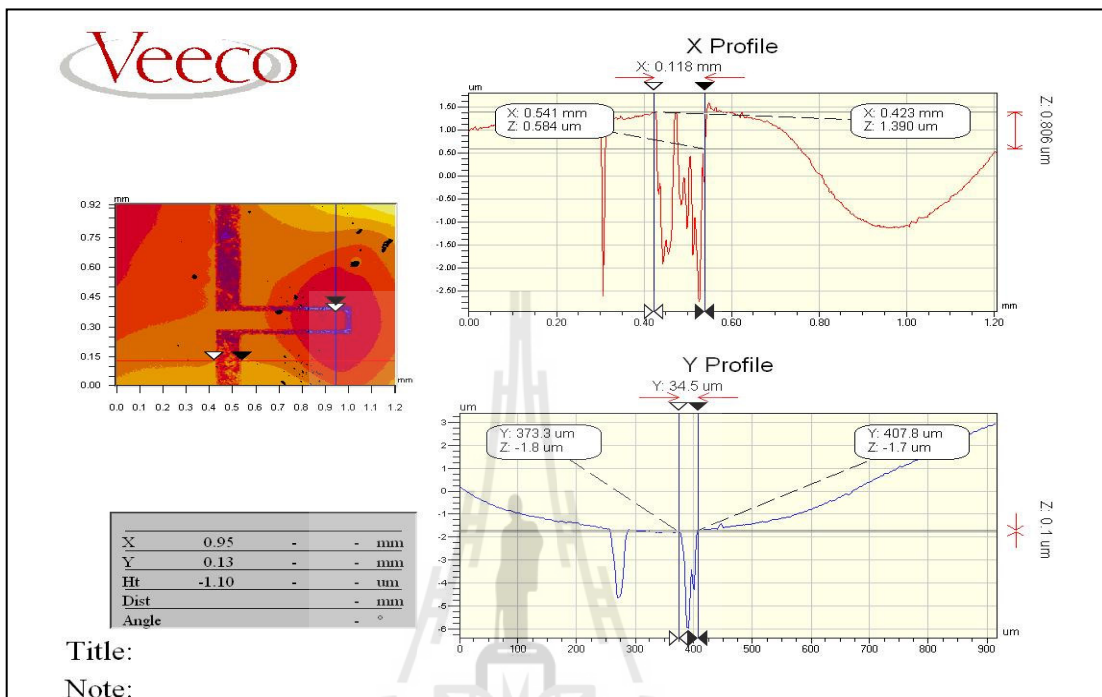 Veeco
X Profile
X: 0.118 mm
um
1.50
1.00
0.50
0.00
-0.50
-1.00
-1.50
-2.00
-2.50
X: 0.541 mm
Z: 0.584 um
X: 0.423 mm
Z: 1.390 um
Z: 0.806 um
0.00 0.20 0.40 0.60 0.80 1.00 1.20
mm
mm
0.92
0.75
0.60
0.45
0.30
0.15
0.00
mm
0.0 0.1 0.2 0.3 0.4 0.5 0.6 0.7 0.8 0.9 1.0 1.2
Y Profile
Y: 34.5 um
um
3
2
1
0
-1
-2
-3
-4
-5
-6
Y: 373.3 um
Z: -1.8 um
Y: 407.8 um
Z: -1.7 um
Z: 0.1 um
um
0 100 200 300 400 500 600 700 800 900
X 0.95 - - mm
Y 0.13 - - mm
Ht -1.10 - - um
Dist - mm
Angle - °
Title:
Note: